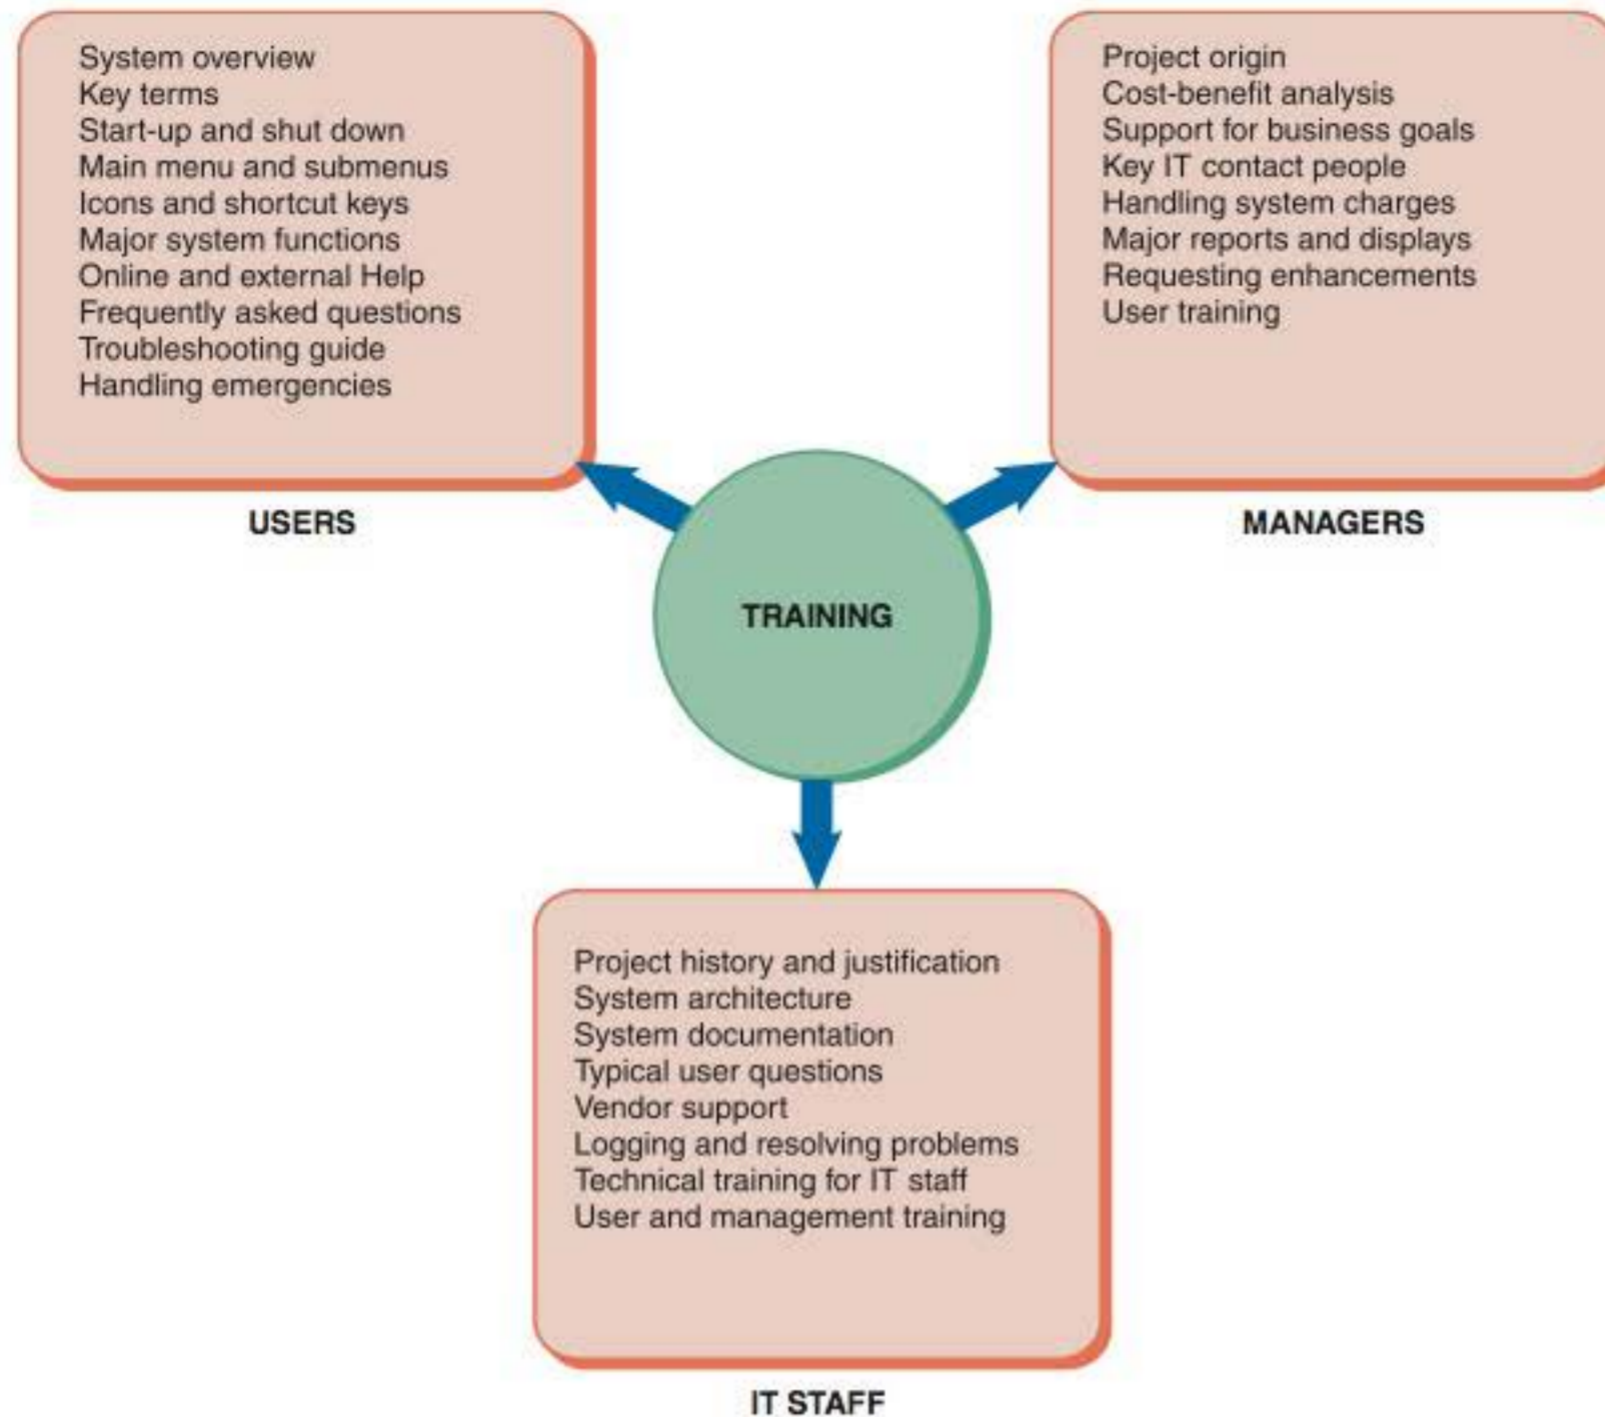 System overview
Key terms
Start-up and shut down
Main menu and submenus
Icons and shortcut keys
Major system functions
Online and external Help
Frequently asked questions
Troubleshooting guide
Handling emergencies
USERS
Project origin
Cost-benefit analysis
Support for business goals
Key IT contact people
Handling system charges
Major reports and displays
Requesting enhancements
User training
MANAGERS
TRAINING
Project history and justification
System architecture
System documentation
Typical user questions
Vendor support
Logging and resolving problems
Technical training for IT staff
User and management training
IT STAFF